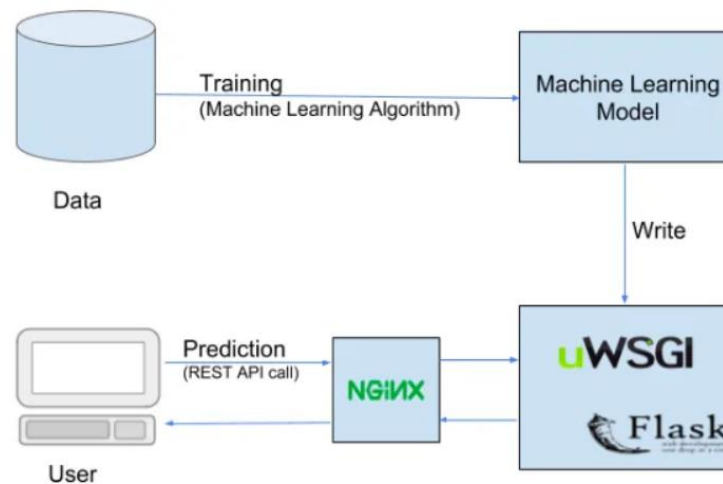 Training
(Machine Learning Algorithm)
Machine Learning
Model
Data
Write
Prediction
(REST API call)
NGINX
uWSGI
Flask
User